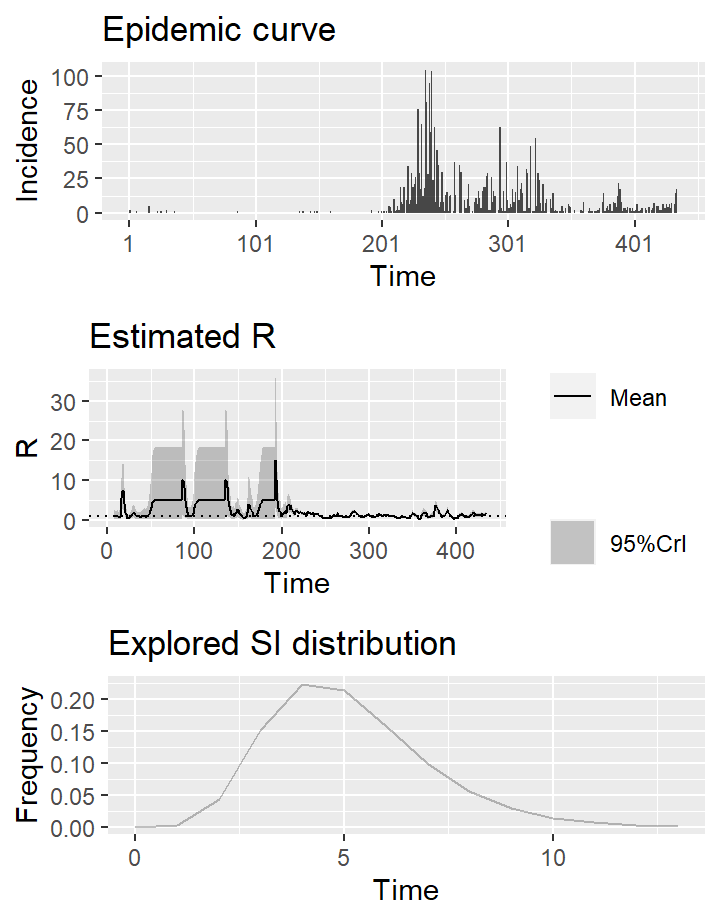 Epidemic curve
Incidence
100
75
50
25
0
1 101 201 301 401
Time
Estimated R
R
30
20
10
0
0 100 200 300 400
Time
Mean
95%CrI
Explored SI distribution
Frequency
0.20
0.15
0.10
0.05
0.00
0 5 10
Time